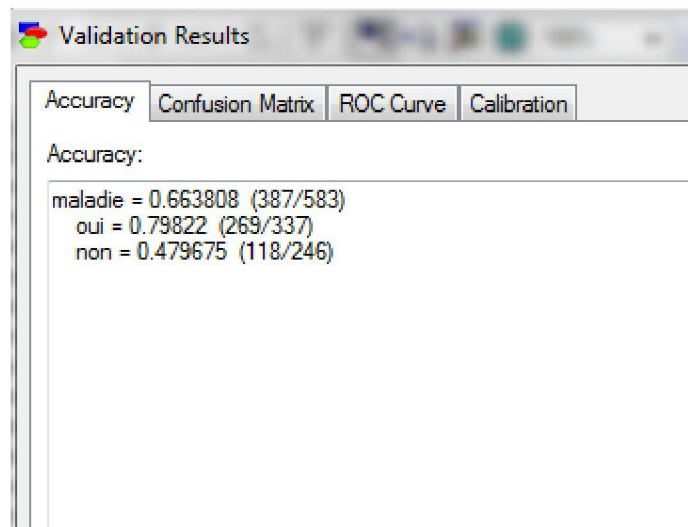 Validation Results
Accuracy Confusion Matrix ROC Curve Calibration
Accuracy:
maladie = 0.663808 (387/583)
oui = 0.79822 (269/337)
non = 0.479675 (118/246)